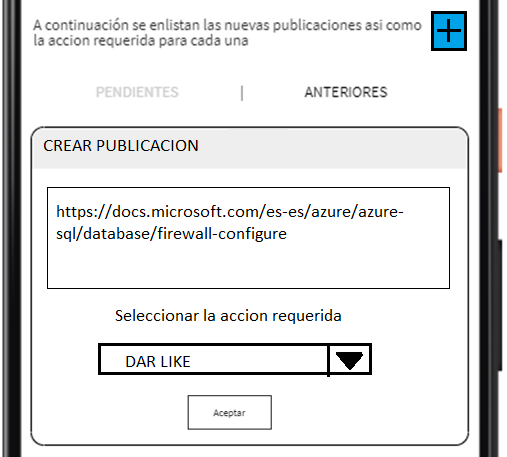 A continuación se enlistan las nuevas publicaciones asi como
la accion requerida para cada una
PENDIENTES | ANTERIORES
CREAR PUBLICACION
https://docs.microsoft.com/es-es/azure/azure-
sql/database/firewall-configure
Seleccionar la accion requerida
DAR LIKE
Aceptar